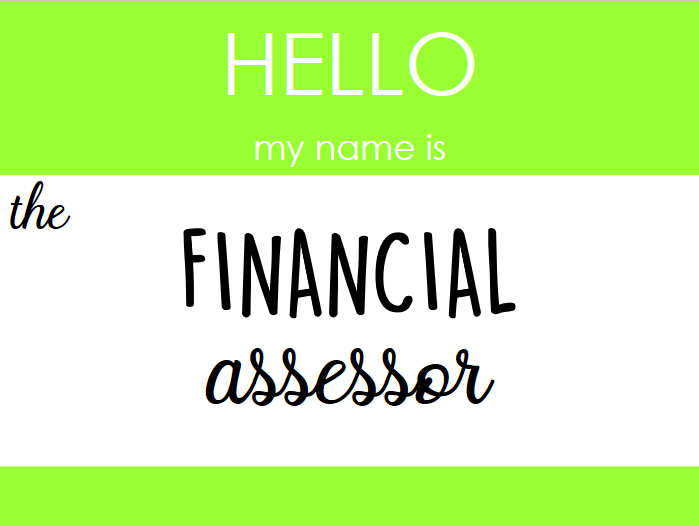 HELLO
my name is
the
FINANCIAL
assessor